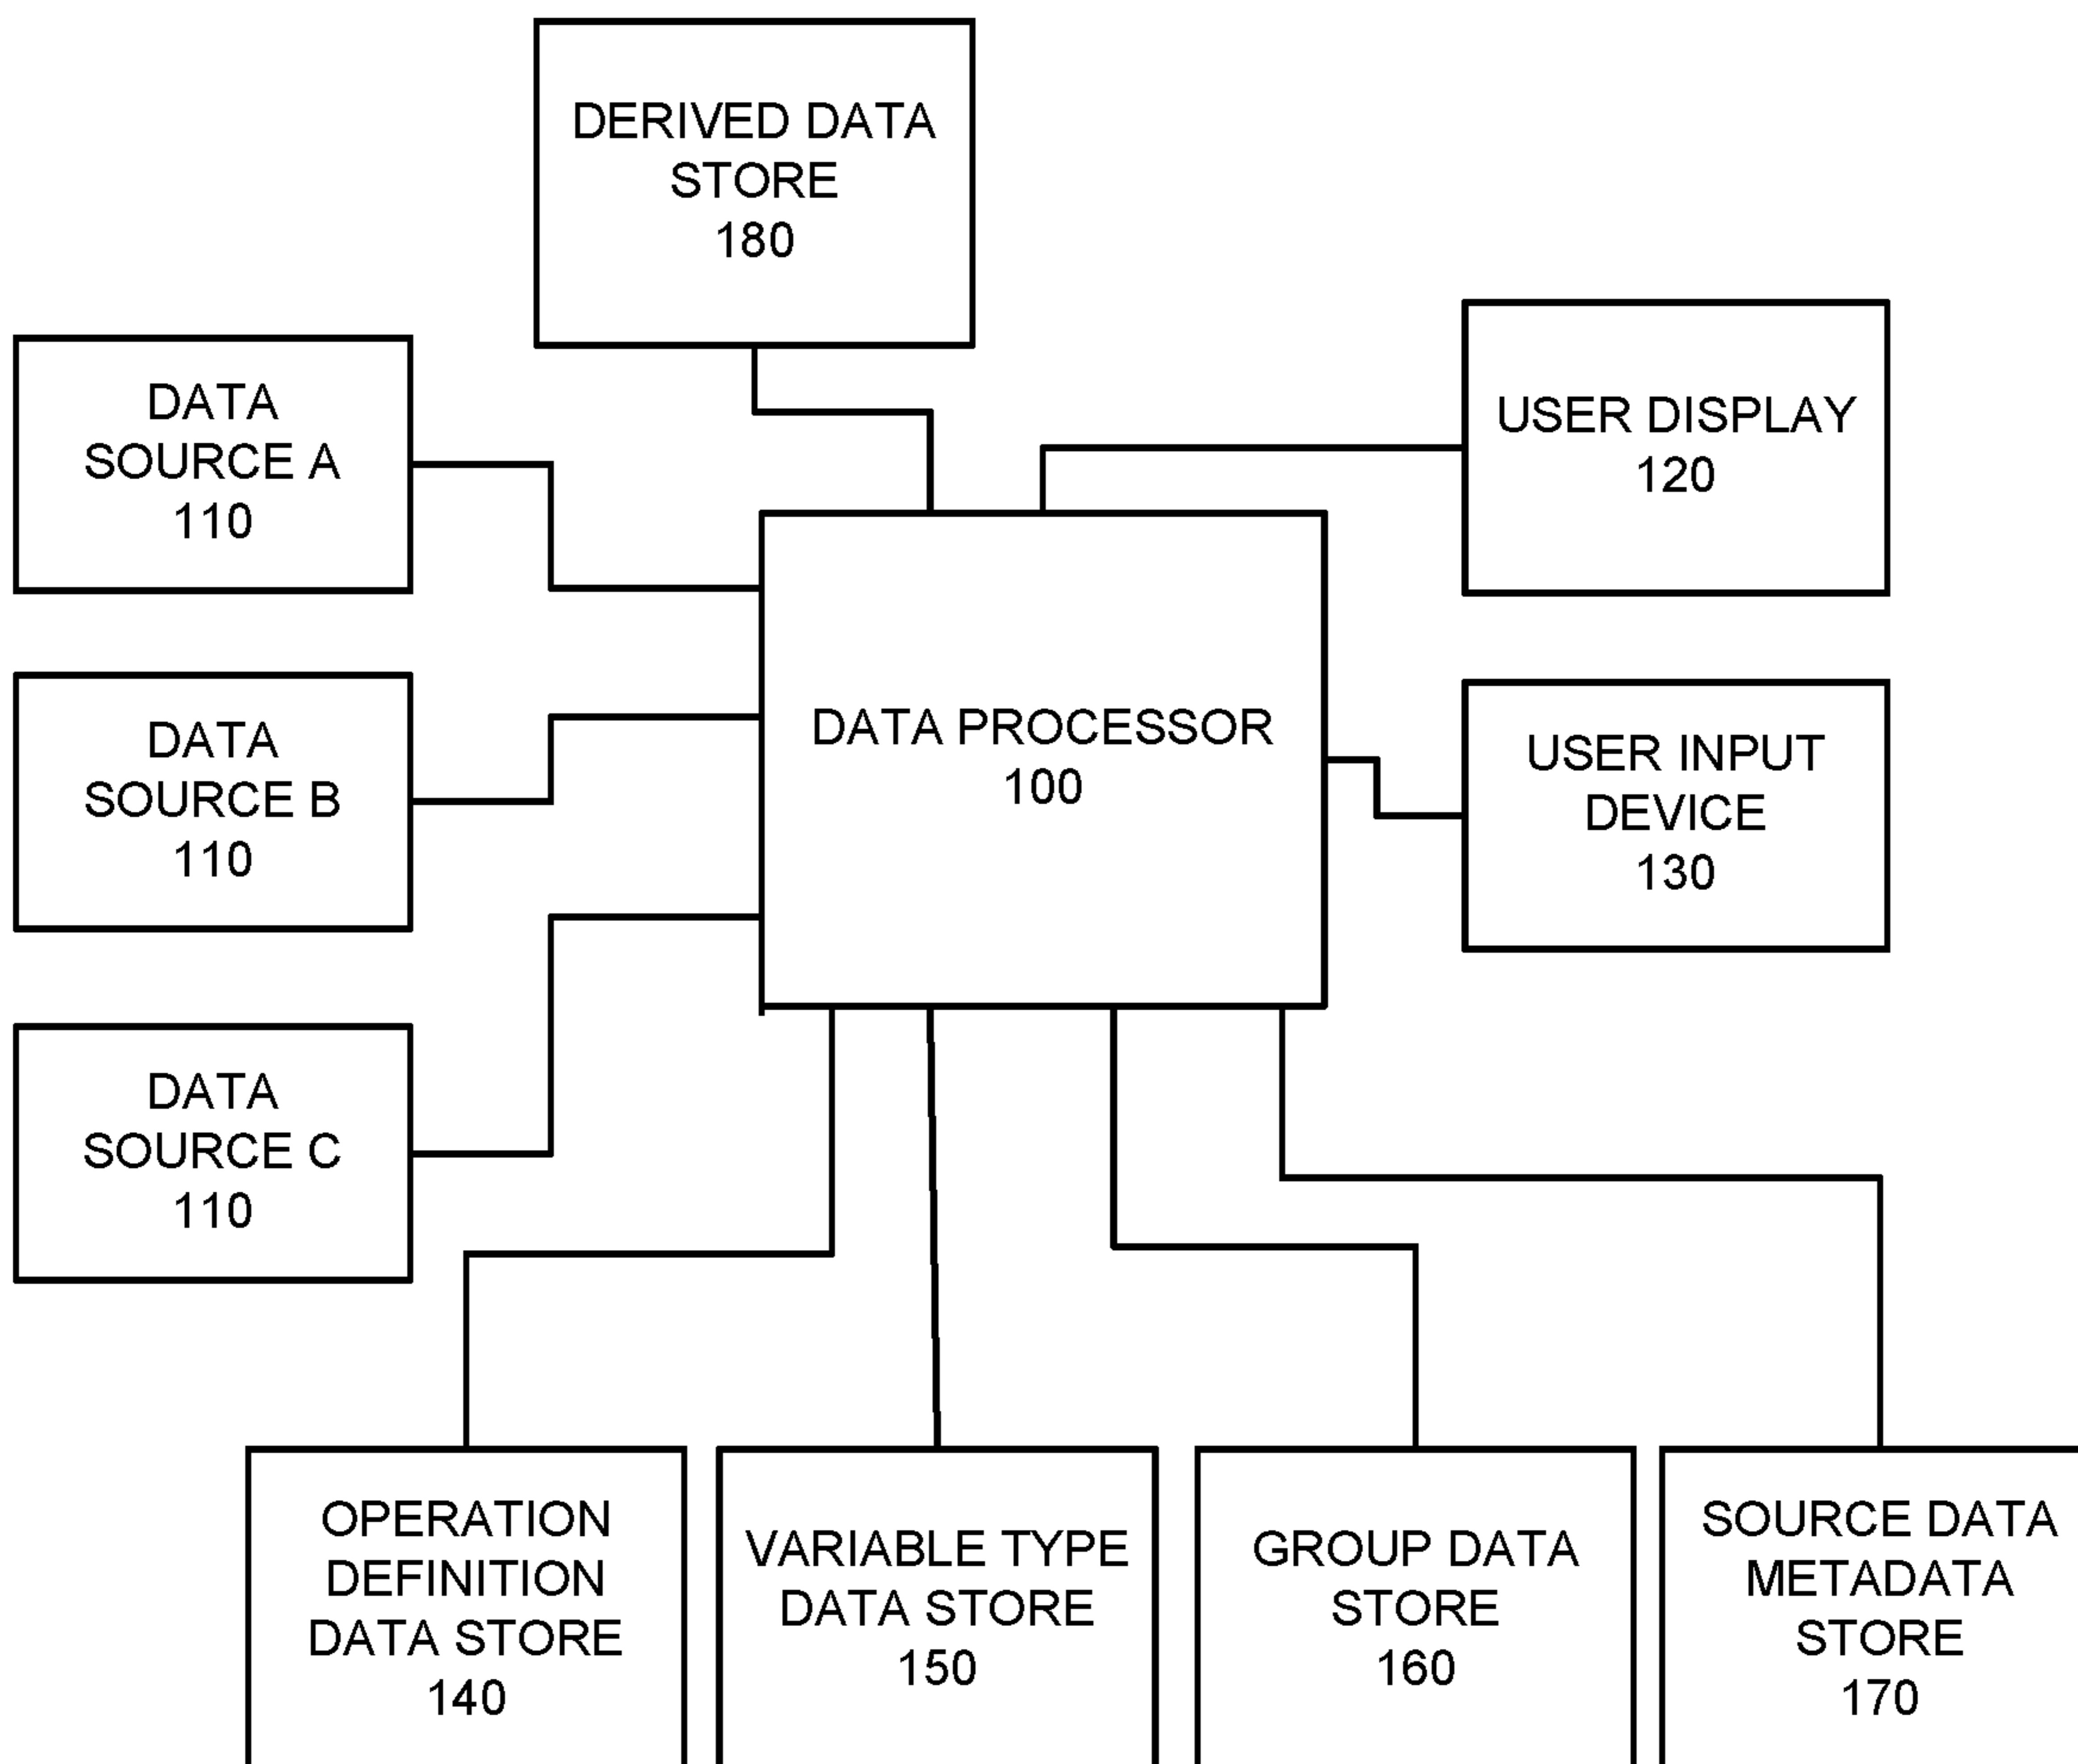 DERIVED DATA
STORE
180
DATA
SOURCE A
110
USER DISPLAY
120
DATA
SOURCE B
110
DATA PROCESSOR
100
USER INPUT
DEVICE
130
DATA
SOURCE C
110
OPERATION
DEFINITION
DATA STORE
140
VARIABLE TYPE
DATA STORE
150
GROUP DATA
STORE
160
SOURCE DATA
METADATA
STORE
170